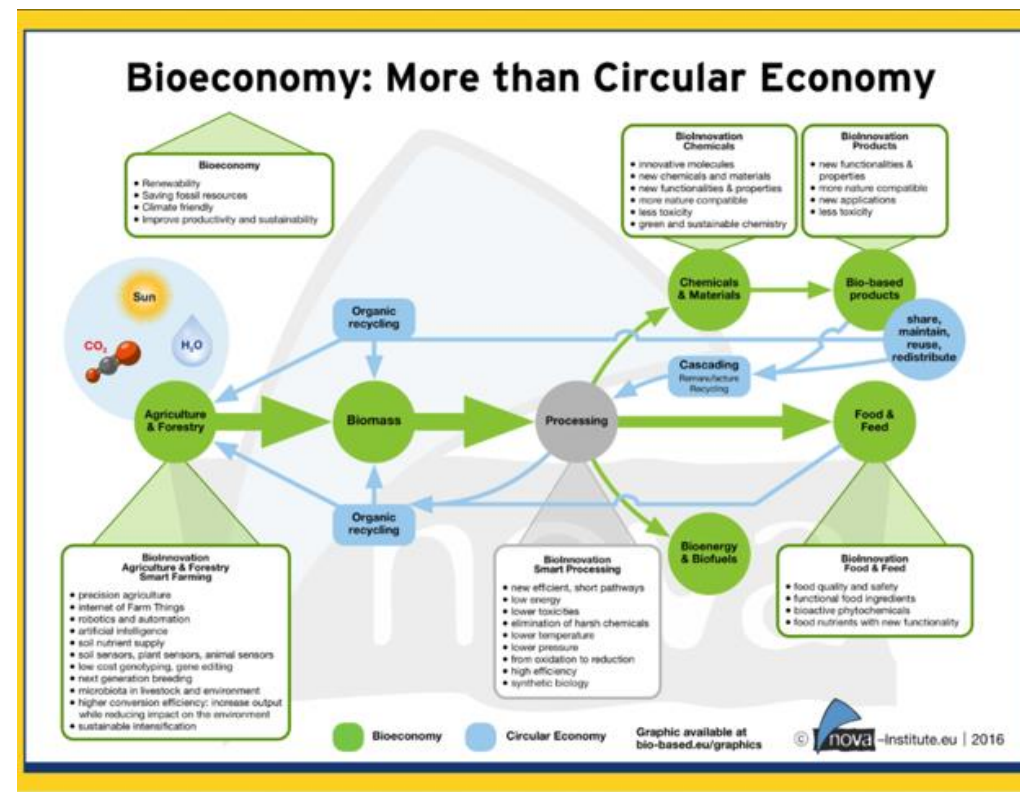 Bioeconomy: More than Circular Economy
Bioeconomy
• Renewability
• Saving fossil resources
• Climate friendly
• Improve productivity and sustainability
BioInnovation
Chemicals
• innovative molecules
• new chemicals and materials
• new functionalities & properties
• more nature compatible
• less toxicity
• green and sustainable chemistry
BioInnovation
Products
• new functionalities &
properties
• more nature compatible
• new applications
• less toxicity
Sun
CO₂
H₂O
Organic
recycling
Chemicals
& Materials
Bio-based
products
share,
maintain,
reuse,
redistribute
Cascading
Remanufacture
Recycling
Agriculture
& Forestry
Biomass
Processing
Food &
Feed
Organic
recycling
Bioenergy
& Biofuels
BioInnovation
Agriculture & Forestry
Smart Farming
• precision agriculture
• internet of Farm Things
• robotics and automation
• artificial intelligence
• soil nutrient supply
• soil sensors, plant sensors, animal sensors
• low cost genotyping, gene editing
• next generation breeding
• microbiota in livestock and environment
• higher conversion efficiency: increase output
while reducing impact on the environment
• sustainable intensification
BioInnovation
Smart Processing
• new efficient, short pathways
• low energy
• lower toxicities
• elimination of harsh chemicals
• lower temperature
• lower pressure
• from oxidation to reduction
• high efficiency
• synthetic biology
BioInnovation
Food & Feed
• food quality and safety
• functional food ingredients
• bioactive phytochemicals
• food nutrients with new functionality
nova
Bioeconomy
Circular Economy
Graphic available at
bio-based.eu/graphics
© nova-Institute.eu | 2016